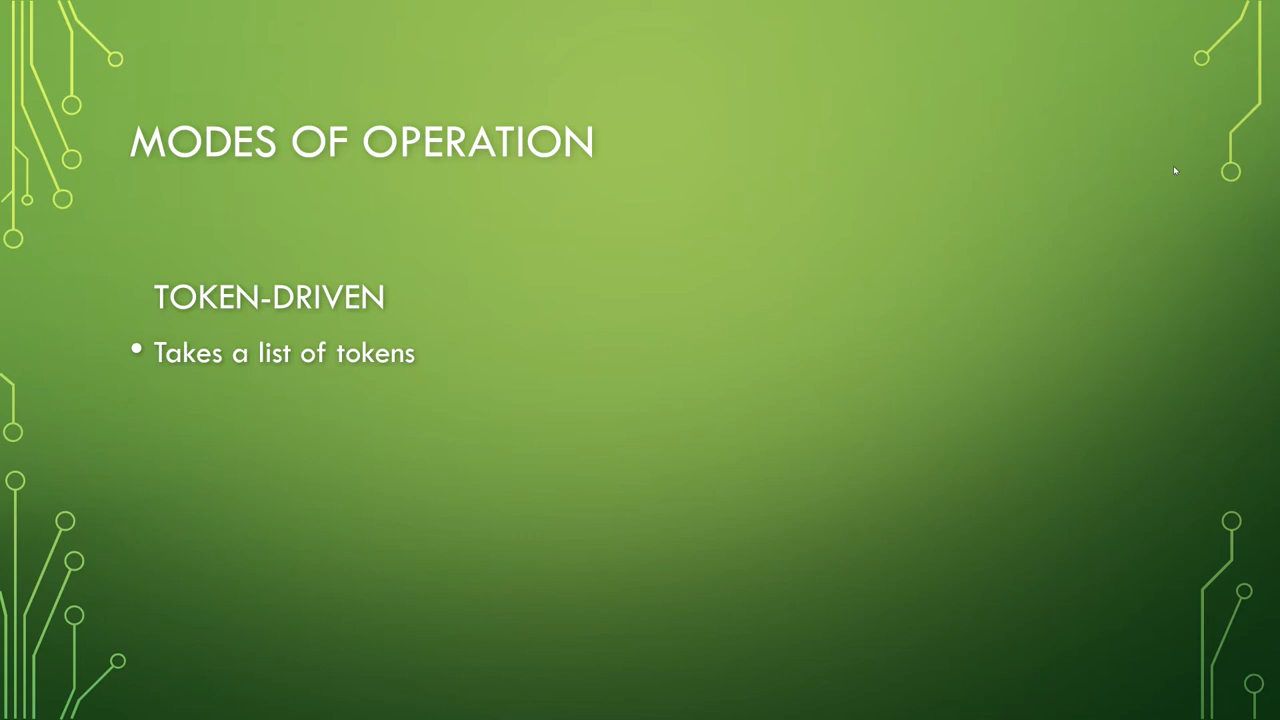 MODES OF OPERATION
TOKEN-DRIVEN
• Takes a list of tokens